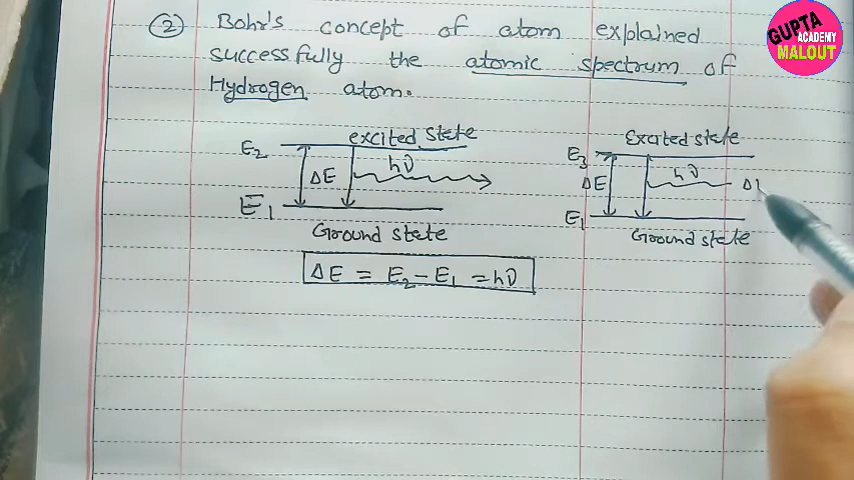 GUPTA
ACADEMY
MALOUT
② Bohr's concept of atom explained
successfully the atomic spectrum of
Hydrogen atom.
E₂ excited state
ΔE hν
E₁
Ground state
ΔE = E₂ - E₁ = hν
Excited state
E₃
ΔE hν
E₁
Ground state